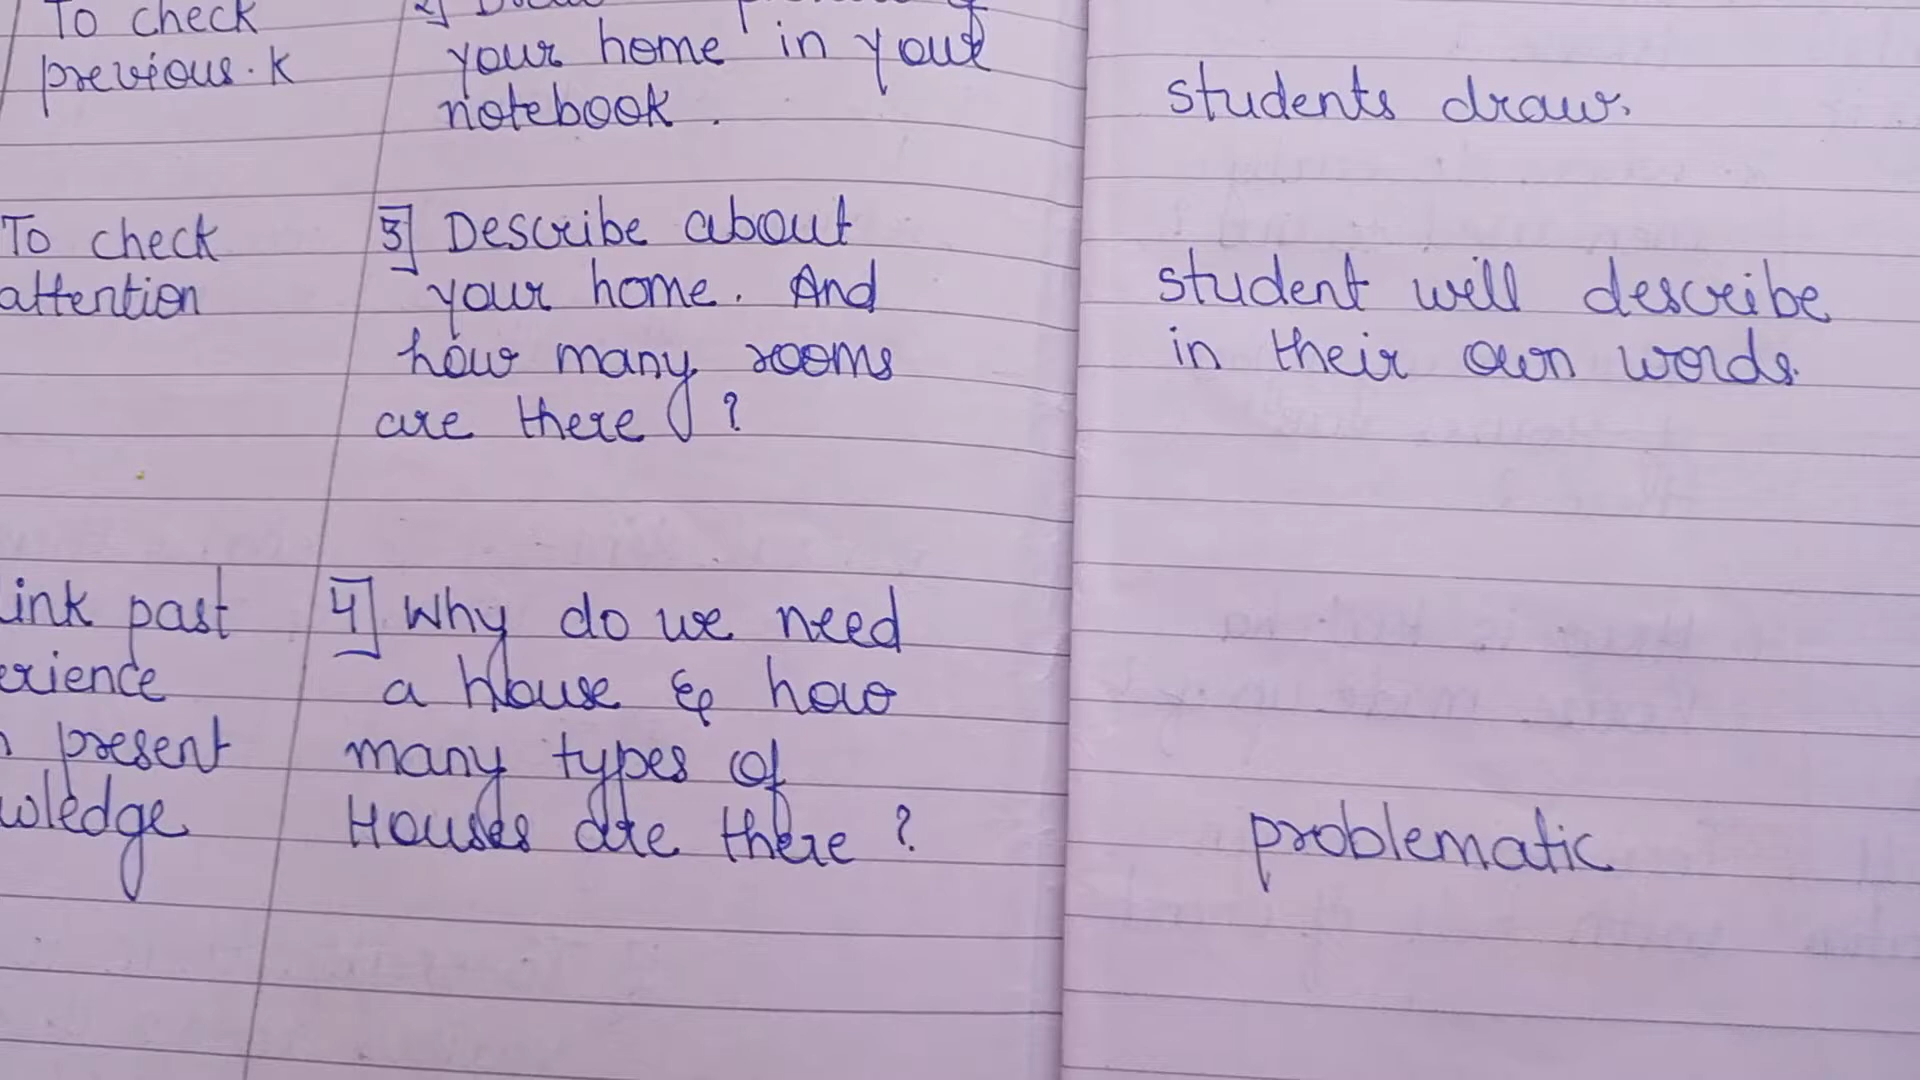 To check
previous.k
your home in your
notebook.
students draw.
To check
attention
3] Describe about
your home. And
how many rooms
are there ?
student will describe
in their own words.
ink past
erience
present
wledge
4] Why do we need
a house & how
many types of
Houses are there ?
problematic